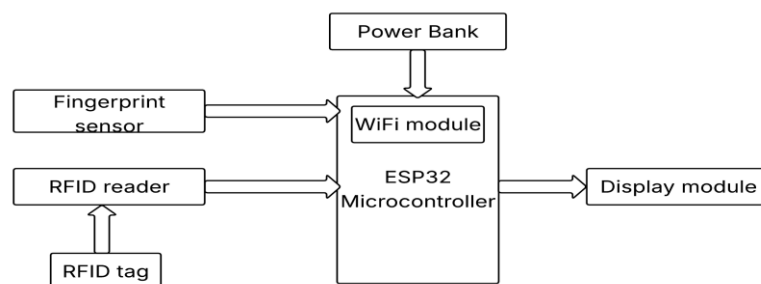 Power Bank
Fingerprint
sensor
WiFi module
ESP32
Microcontroller
RFID reader
Display module
RFID tag